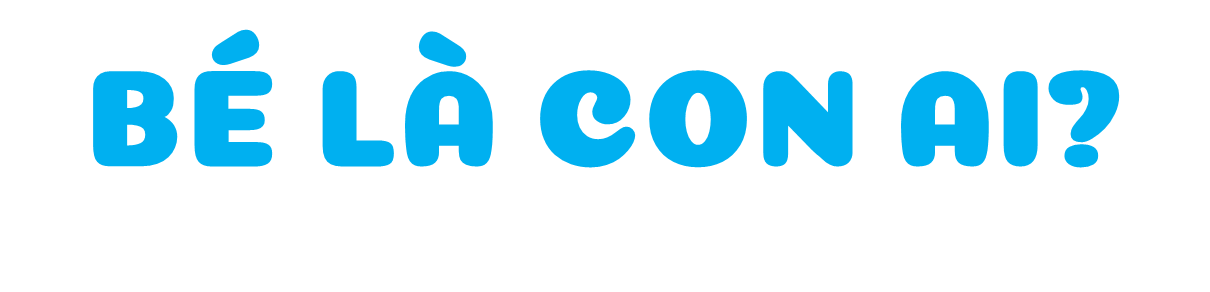 BÉ LÀ CON AI?